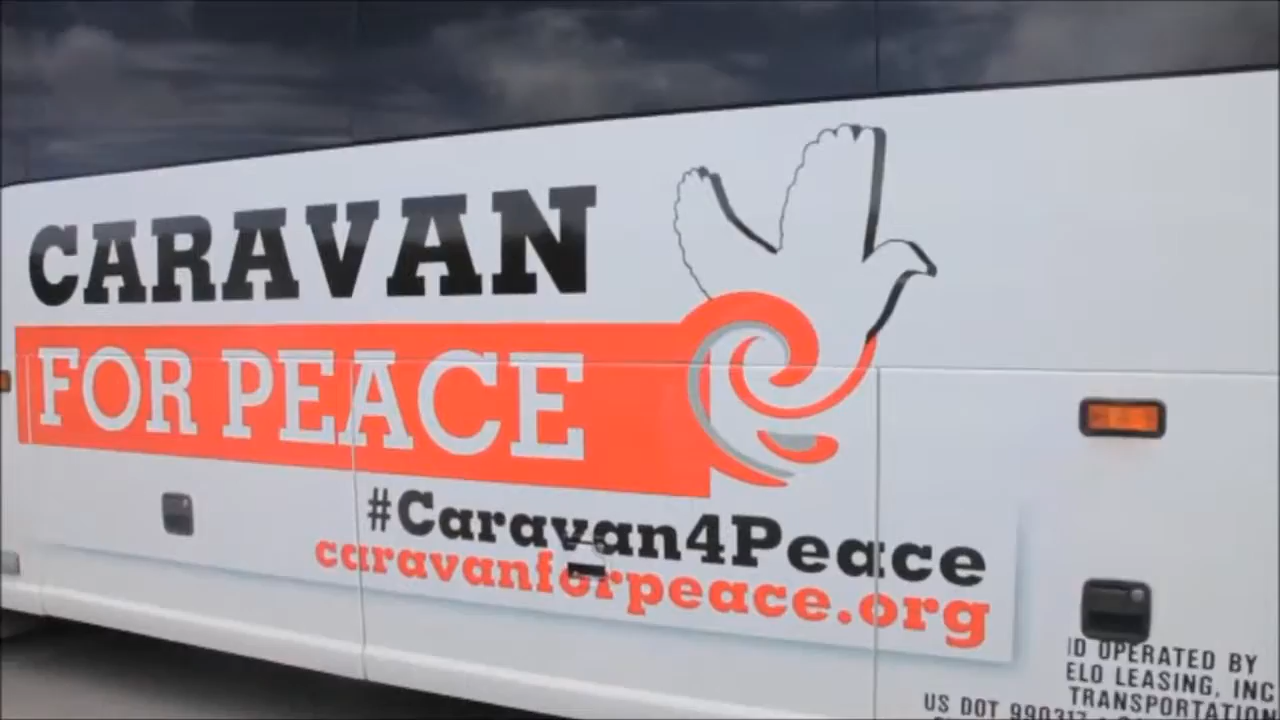 CARAVAN
FOR PEACE
#Caravan4Peace
caravanforpeace.org
OPERATED BY
LEASING, INC
TRANSPORTATION
US DOT